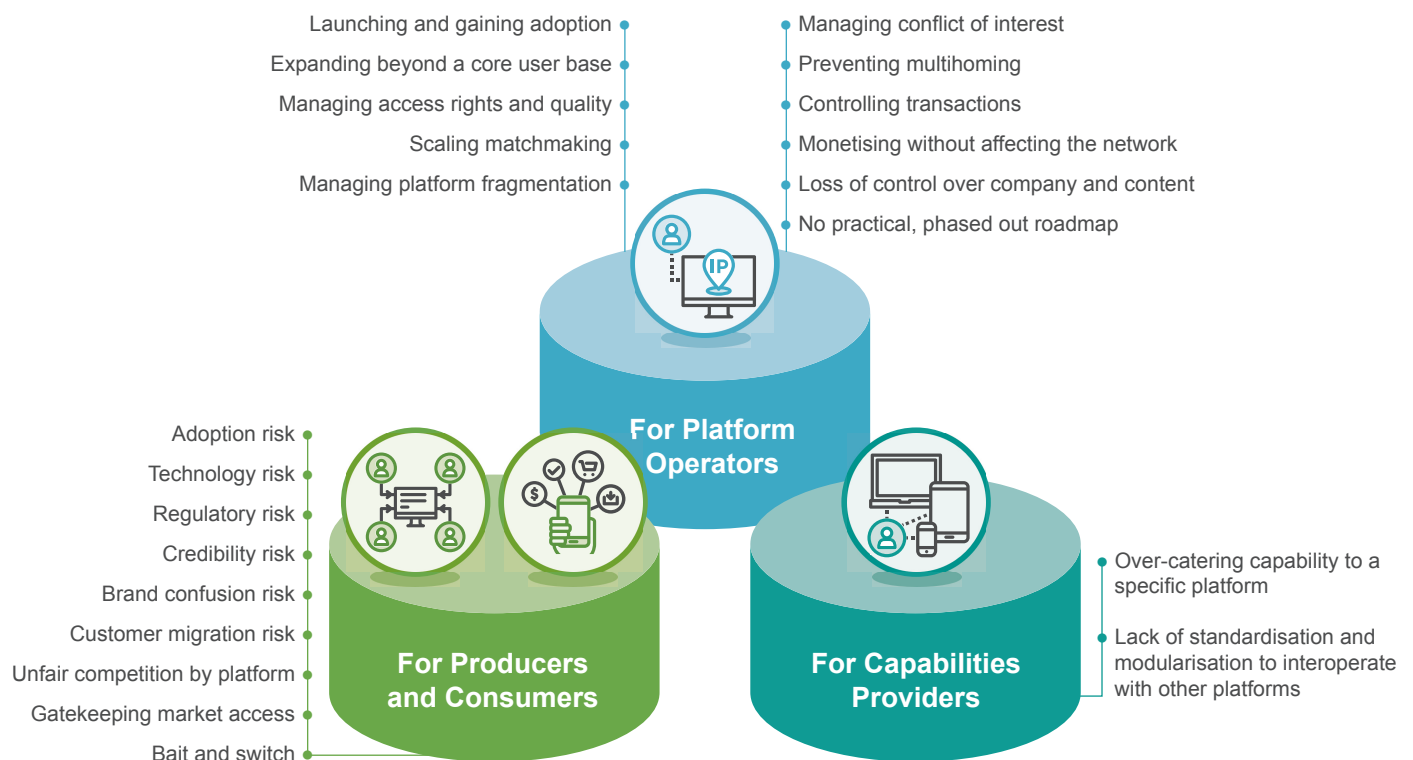 Launching and gaining adoption
Expanding beyond a core user base
Managing access rights and quality
Scaling matchmaking
Managing platform fragmentation
Managing conflict of interest
Preventing multihoming
Controlling transactions
Monetising without affecting the network
Loss of control over company and content
No practical, phased out roadmap
IP
For Platform
Operators
Adoption risk
Technology risk
Regulatory risk
Credibility risk
Brand confusion risk
Customer migration risk
Unfair competition by platform
Gatekeeping market access
Bait and switch
$
For Producers
and Consumers
For Capabilities
Providers
Over-catering capability to a
specific platform
Lack of standardisation and
modularisation to interoperate
with other platforms